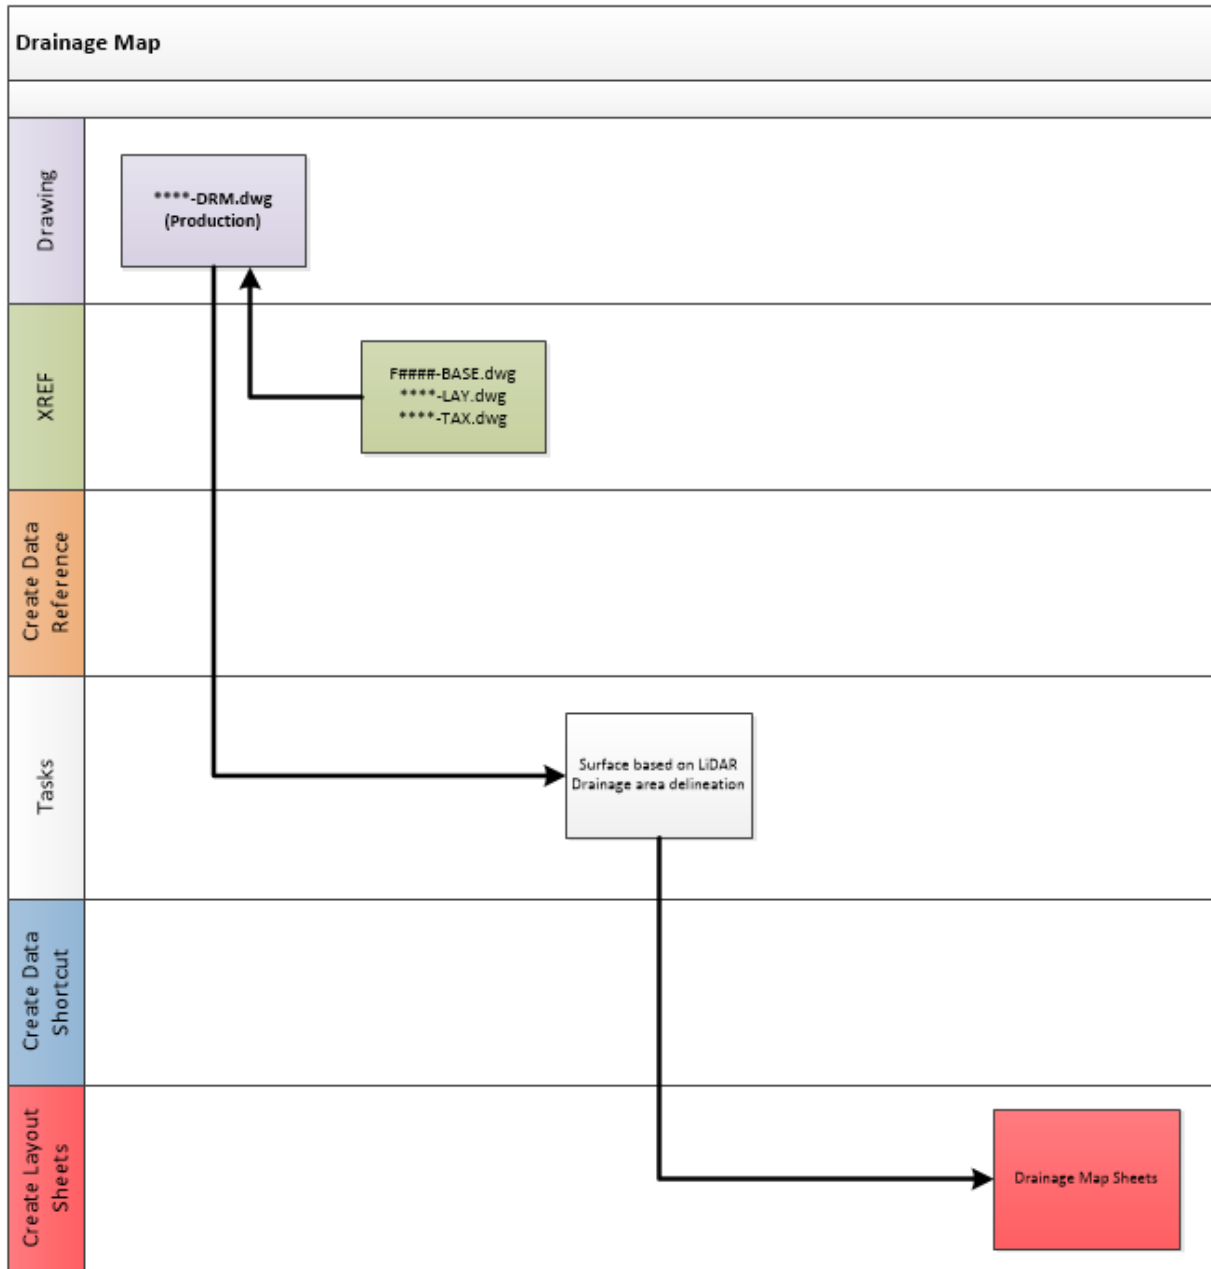 Drainage Map
Drawing
****-DRM.dwg
(Production)
XREF
F####-BASE.dwg
****-LAY.dwg
****-TAX.dwg
Create Data
Reference
Tasks
Surface based on LiDAR
Drainage area delineation
Create Data
Shortcut
Create Layout
Sheets
Drainage Map Sheets